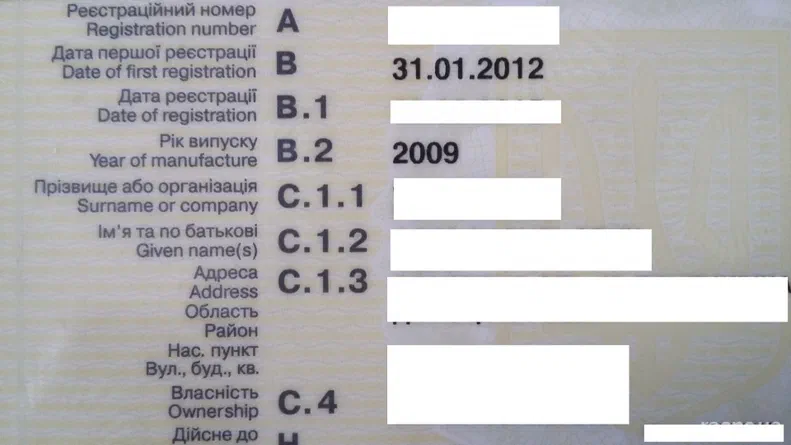 Реєстраційний номер A
Registration number
Дата першої реєстрації B
Date of first registration 31.01.2012
Дата реєстрації B.1
Date of registration
Рік випуску B.2
Year of manufacture 2009
Прізвище або організація C.1.1
Surname or company
Ім'я та по батькові C.1.2
Given name(s)
Адреса C.1.3
Address
Область
Район
Нас. пункт
Вул., буд., кв.
Власність C.4
Ownership
Дійсне до H